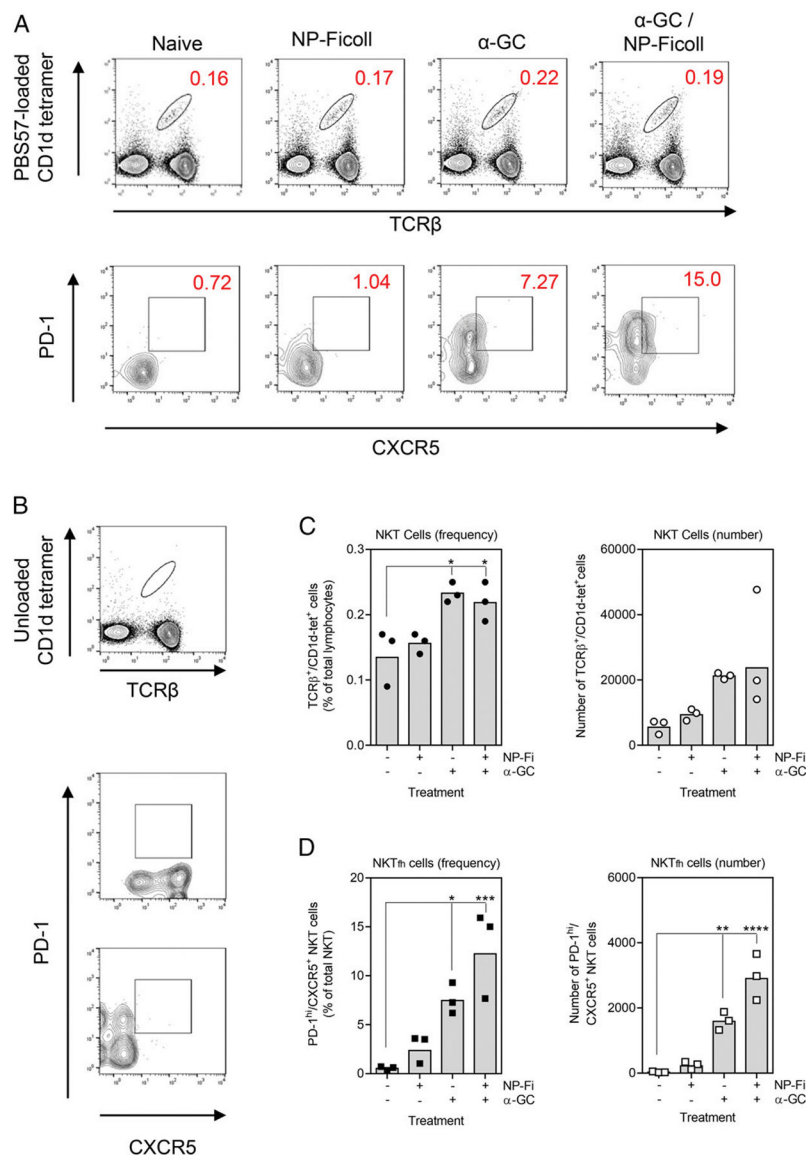 A
Naive
NP-Ficoll
α-GC
α-GC /
NP-Ficoll
PBS57-loaded
CD1d tetramer
0.16
0.17
0.22
0.19
TCRβ
PD-1
0.72
1.04
7.27
15.0
CXCR5
B
Unloaded
CD1d tetramer
TCRβ
PD-1
CXCR5
C
NKT Cells (frequency)
TCRβ+/CD1d-tet+ cells
(% of total lymphocytes)
0.3
0.2
0.1
0.0
* *
- + - + NP-Fi
- - + + α-GC
Treatment
NKT Cells (number)
Number of TCRβ+/CD1d-tet+cells
60000
40000
20000
0
- + - + NP-Fi
- - + + α-GC
Treatment
D
NKTfh cells (frequency)
PD-1hi/CXCR5+ NKT cells
(% of total NKT)
20
15
10
5
0
* ***
- + - + NP-Fi
- - + + α-GC
Treatment
NKTfh cells (number)
Number of PD-1hi/
CXCR5+ NKT cells
6000
4000
2000
0
** ****
- + - + NP-Fi
- - + + α-GC
Treatment